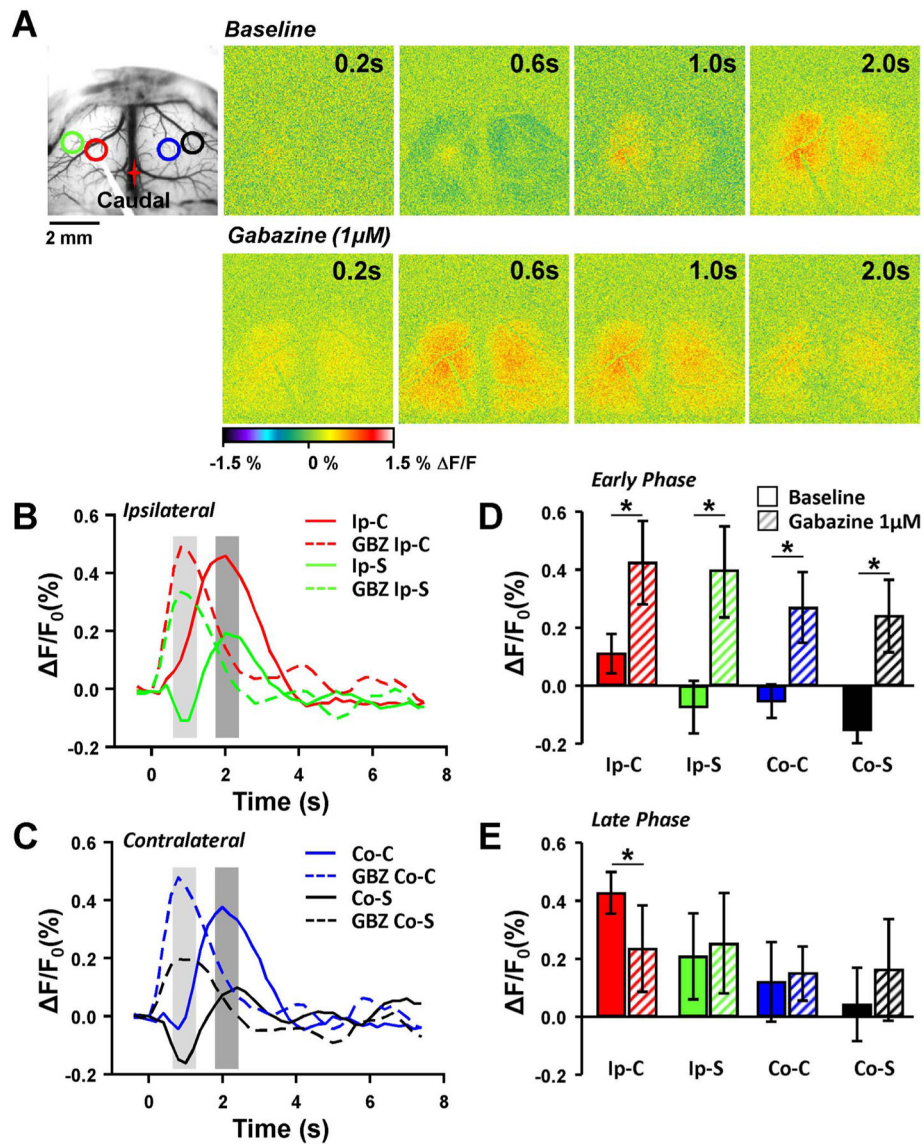 A
Baseline
0.2s
0.6s
1.0s
2.0s
Caudal
2 mm
Gabazine (1μM)
0.2s
0.6s
1.0s
2.0s
-1.5 %
0 %
1.5 % ΔF/F
B
Ipsilateral
Ip-C
GBZ Ip-C
Ip-S
GBZ Ip-S
ΔF/F₀(%)
0.6
0.4
0.2
0.0
-0.2
0 2 4 6 8
Time (s)
C
Contralateral
Co-C
GBZ Co-C
Co-S
GBZ Co-S
ΔF/F₀(%)
0.6
0.4
0.2
0.0
-0.2
0 2 4 6 8
Time (s)
D
Early Phase
Baseline
Gabazine 1μM
ΔF/F₀(%)
0.6
0.4
0.2
0.0
-0.2
* * * *
Ip-C Ip-S Co-C Co-S
E
Late Phase
ΔF/F₀(%)
0.6
0.4
0.2
0.0
-0.2
*
Ip-C Ip-S Co-C Co-S